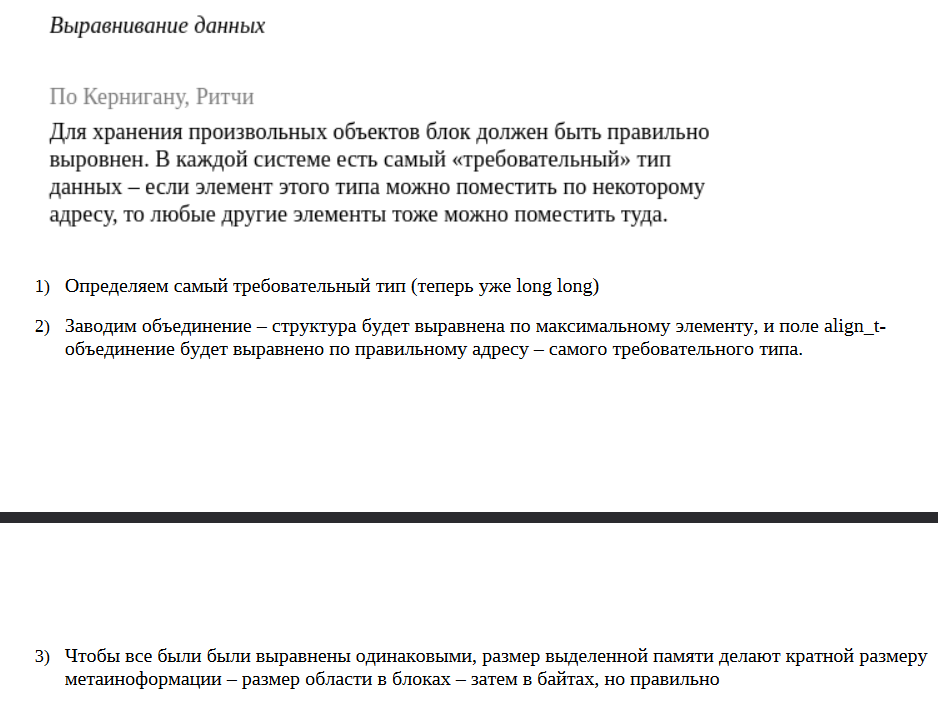 Выравнивание данных
По Кернигану, Ритчи
Для хранения произвольных объектов блок должен быть правильно
выровнен. В каждой системе есть самый «требовательный» тип
данных – если элемент этого типа можно поместить по некоторому
адресу, то любые другие элементы тоже можно поместить туда.
1) Определяем самый требовательный тип (теперь уже long long)
2) Заводим объединение – структура будет выравнена по максимальному элементу, и поле align_t-
объединение будет выравнено по правильному адресу – самого требовательного типа.
3) Чтобы все были были выравнены одинаковыми, размер выделенной памяти делают кратной размеру
метаиноформации – размер области в блоках – затем в байтах, но правильно